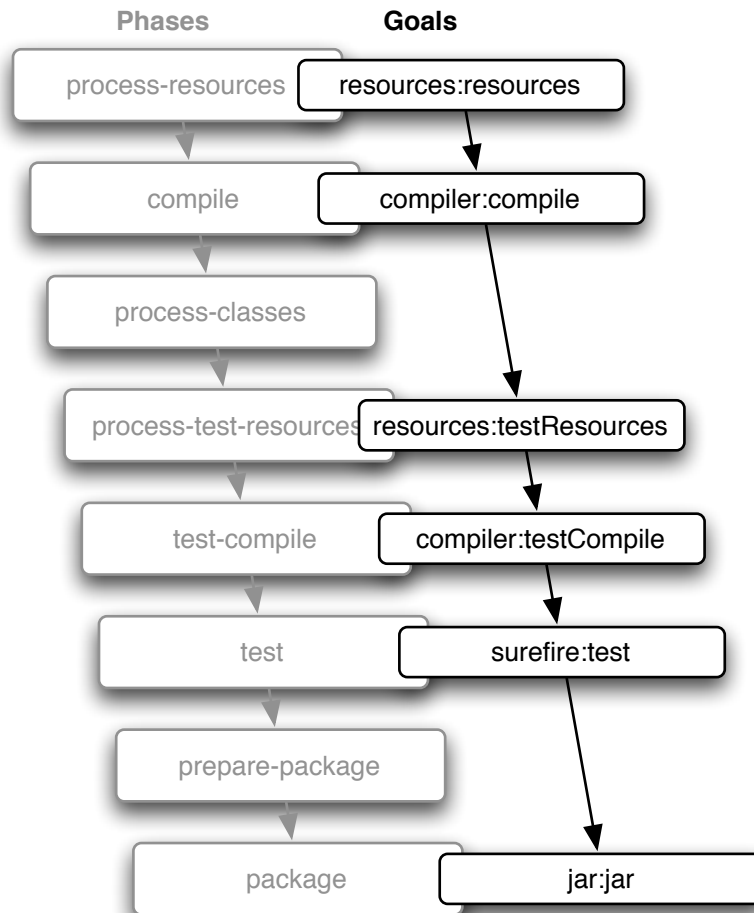 Phases Goals
process-resources resources:resources
compile compiler:compile
process-classes
process-test-resources resources:testResources
test-compile compiler:testCompile
test surefire:test
prepare-package
package jar:jar